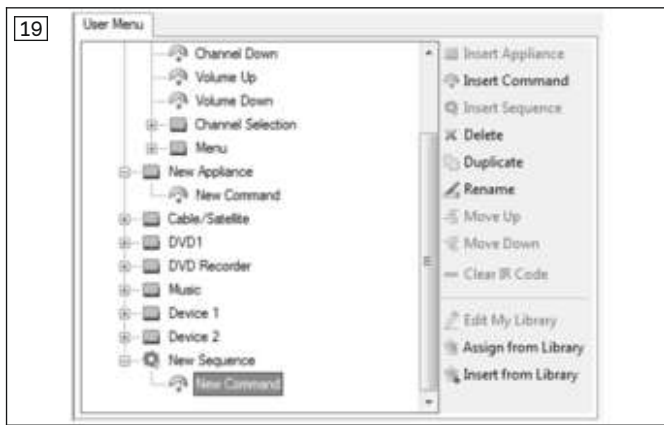 19
User Menu
Channel Down
Volume Up
Volume Down
Channel Selection
Menu
New Appliance
New Command
Cable/Satellite
DVD1
DVD Recorder
Music
Device 1
Device 2
New Sequence
New Command
Insert Appliance
Insert Command
Insert Sequence
Delete
Duplicate
Rename
Move Up
Move Down
Clear IR Code
Edit My Library
Assign from Library
Insert from Library